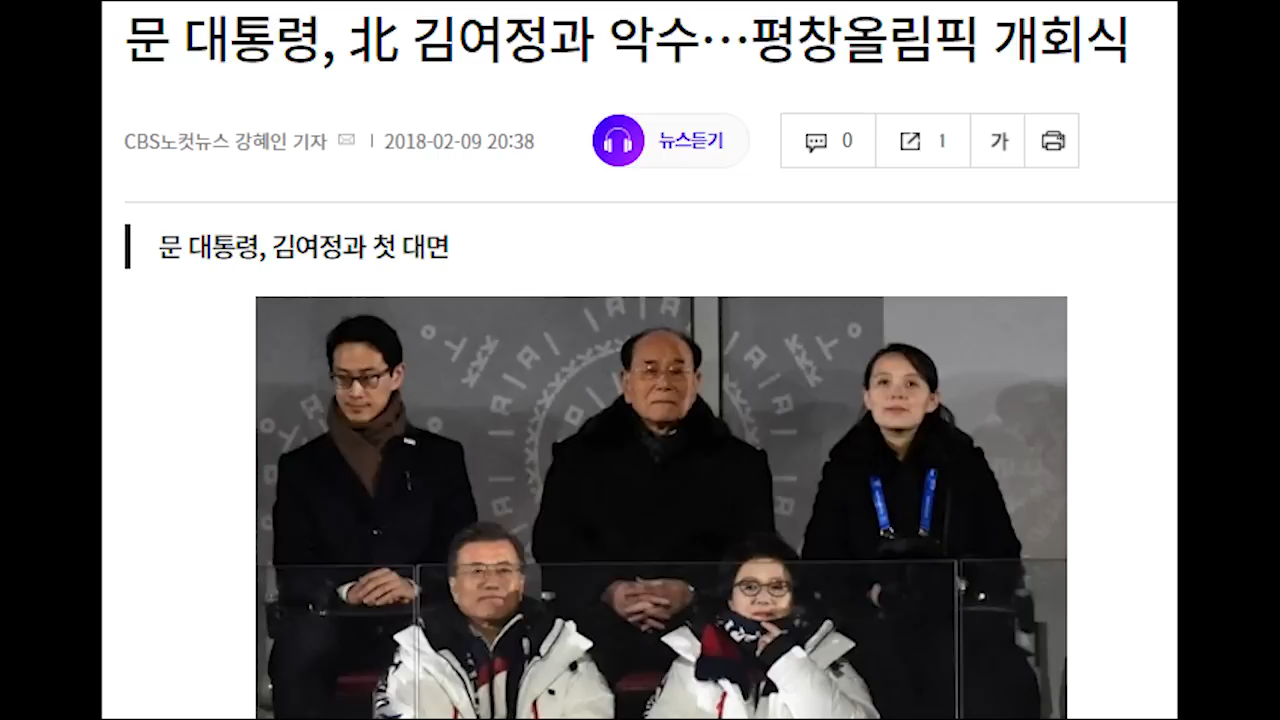 문 대통령, 北 김여정과 악수…평창올림픽 개회식
CBS노컷뉴스 강혜인 기자 | 2018-02-09 20:38
뉴스듣기
0
1
가
문 대통령, 김여정과 첫 대면